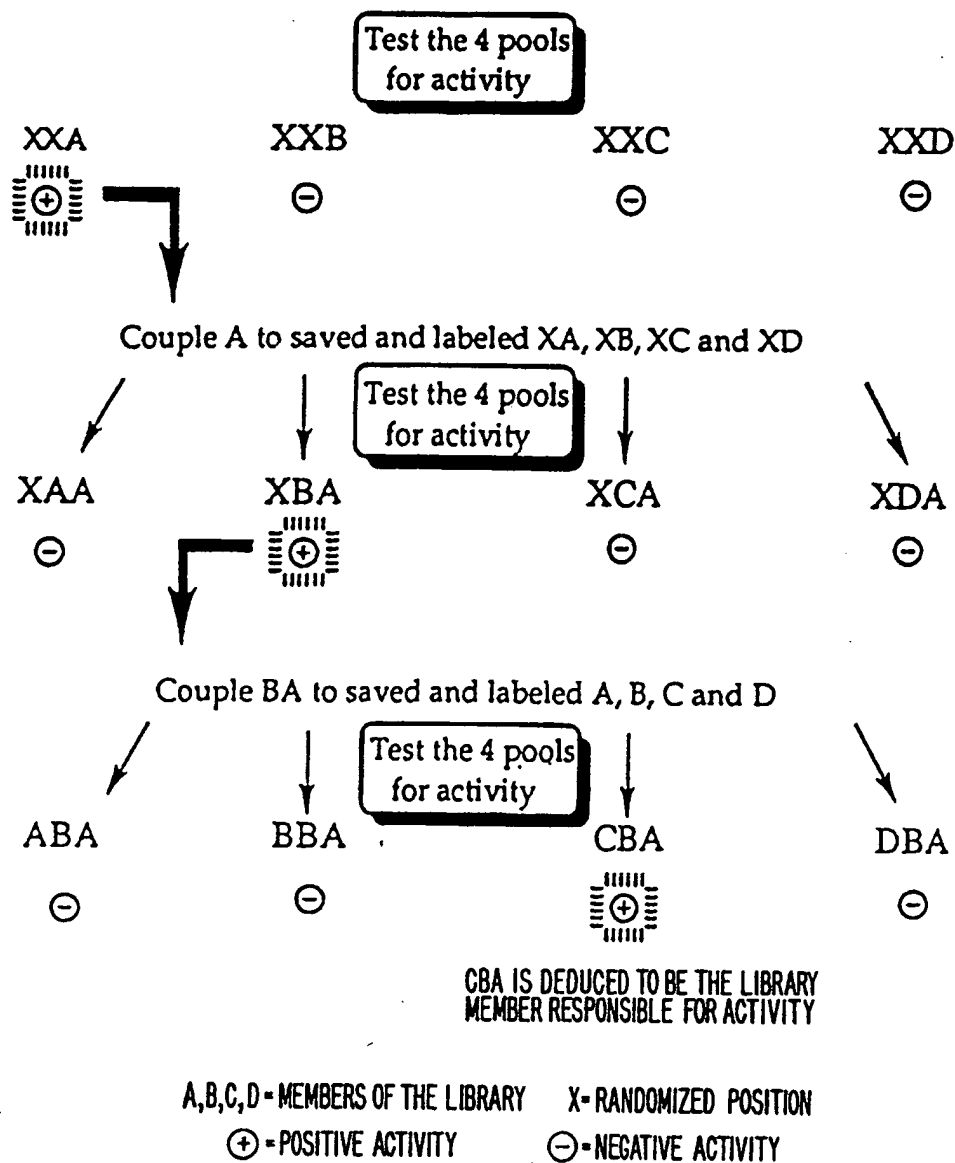 Test the 4 pools
for activity
XXA XXB XXC XXD
⊕ ⊖ ⊖ ⊖
Couple A to saved and labeled XA, XB, XC and XD
Test the 4 pools
for activity
XAA XBA XCA XDA
⊖ ⊕ ⊖ ⊖
Couple BA to saved and labeled A, B, C and D
Test the 4 pools
for activity
ABA BBA CBA DBA
⊖ ⊖ ⊕ ⊖
CBA IS DEDUCED TO BE THE LIBRARY
MEMBER RESPONSIBLE FOR ACTIVITY
A,B,C,D = MEMBERS OF THE LIBRARY X = RANDOMIZED POSITION
⊕ = POSITIVE ACTIVITY ⊖ = NEGATIVE ACTIVITY